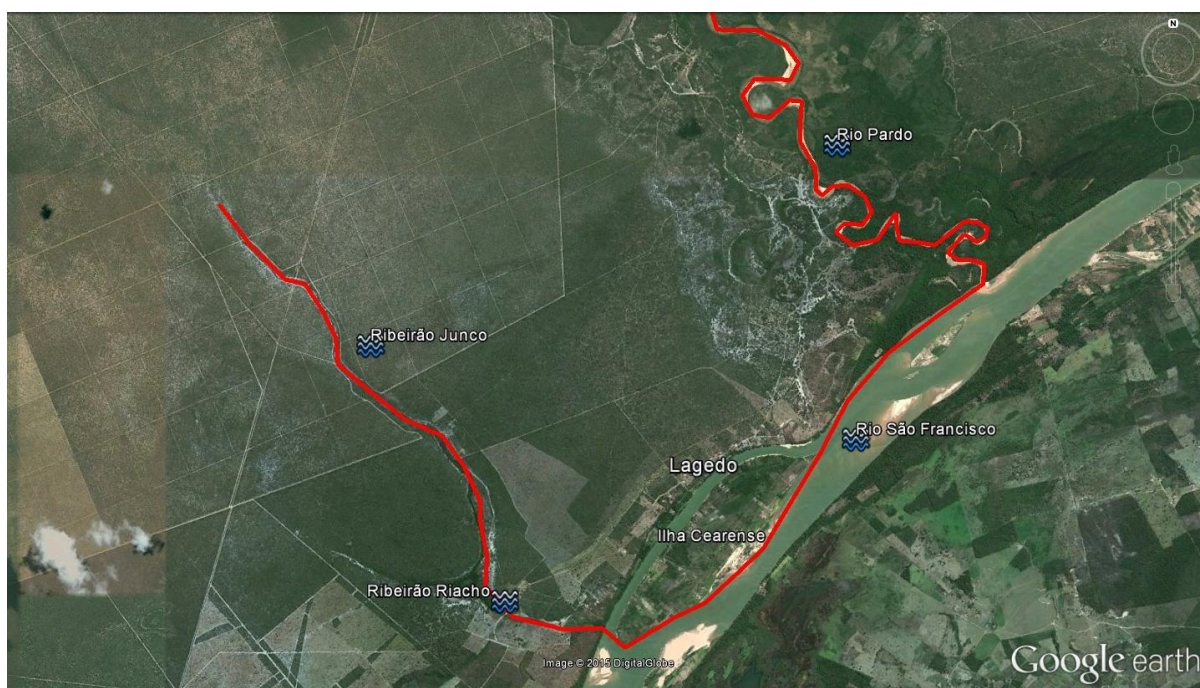 N
Rio Pardo
Ribeirão Junco
Rio São Francisco
Lagedo
Ilha Cearense
Ribeirão Riacho
Image © 2015 DigitalGlobe
Google earth